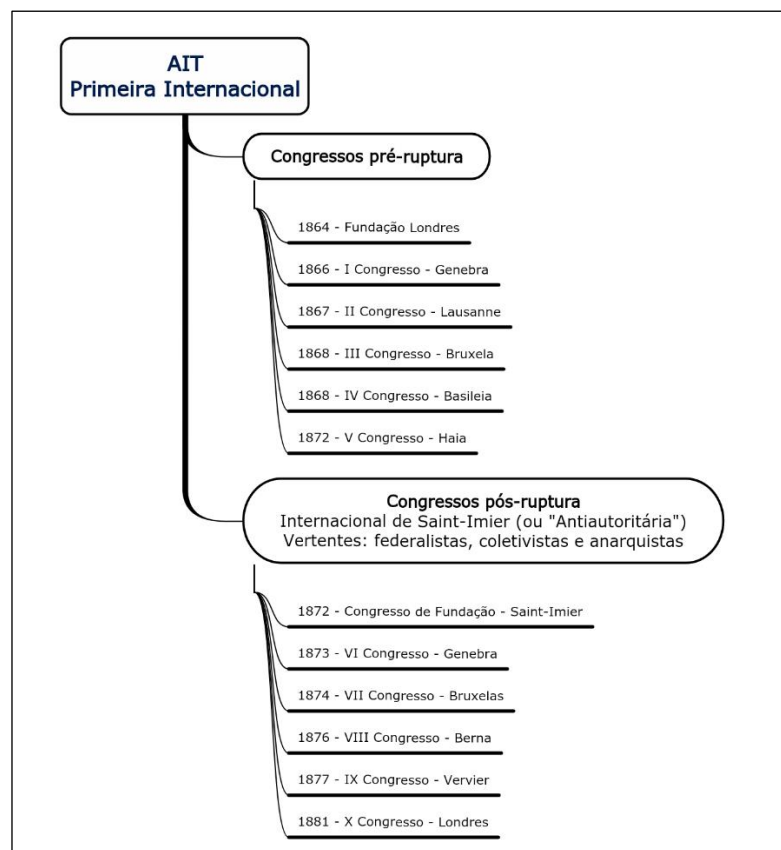 AIT
Primeira Internacional
Congressos pré-ruptura
1864 - Fundação Londres
1866 - I Congresso - Genebra
1867 - II Congresso - Lausanne
1868 - III Congresso - Bruxela
1868 - IV Congresso - Basileia
1872 - V Congresso - Haia
Congressos pós-ruptura
Internacional de Saint-Imier (ou "Antiautoritária")
Vertentes: federalistas, coletivistas e anarquistas
1872 - Congresso de Fundação - Saint-Imier
1873 - VI Congresso - Genebra
1874 - VII Congresso - Bruxelas
1876 - VIII Congresso - Berna
1877 - IX Congresso - Vervier
1881 - X Congresso - Londres